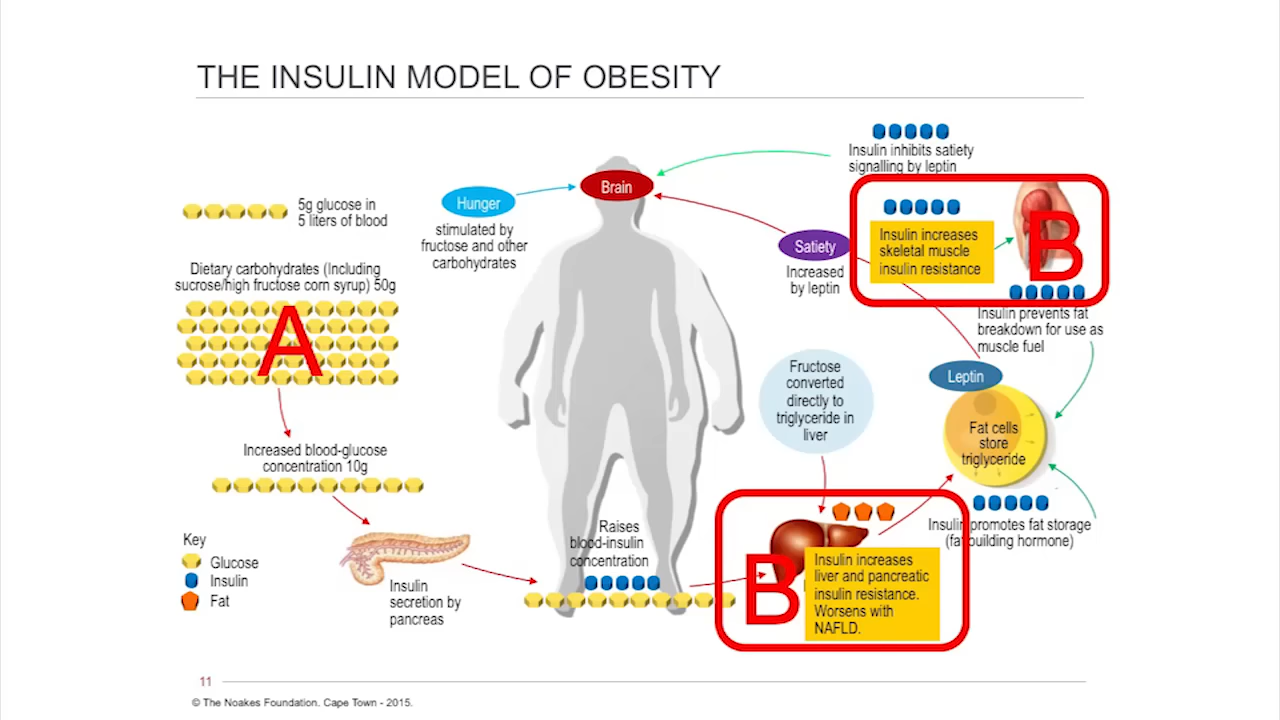 THE INSULIN MODEL OF OBESITY
5g glucose in
5 liters of blood
Dietary carbohydrates (Including
sucrose/high fructose corn syrup) 50g
A
Increased blood-glucose
concentration 10g
Key
Glucose
Insulin
Fat
Insulin
secretion by
pancreas
Hunger
stimulated by
fructose and other
carbohydrates
Brain
Raises
blood-insulin
concentration
Insulin inhibits satiety
signalling by leptin
Satiety
Increased
by leptin
Insulin increases
skeletal muscle
insulin resistance
B
Insulin prevents fat
breakdown for use as
muscle fuel
Fructose
converted
directly to
triglyceride in
liver
Leptin
Fat cells
store
triglyceride
Insulin promotes fat storage
(fat building hormone)
B
Insulin increases
liver and pancreatic
insulin resistance.
Worsens with
NAFLD.
11
© The Noakes Foundation. Cape Town - 2015.